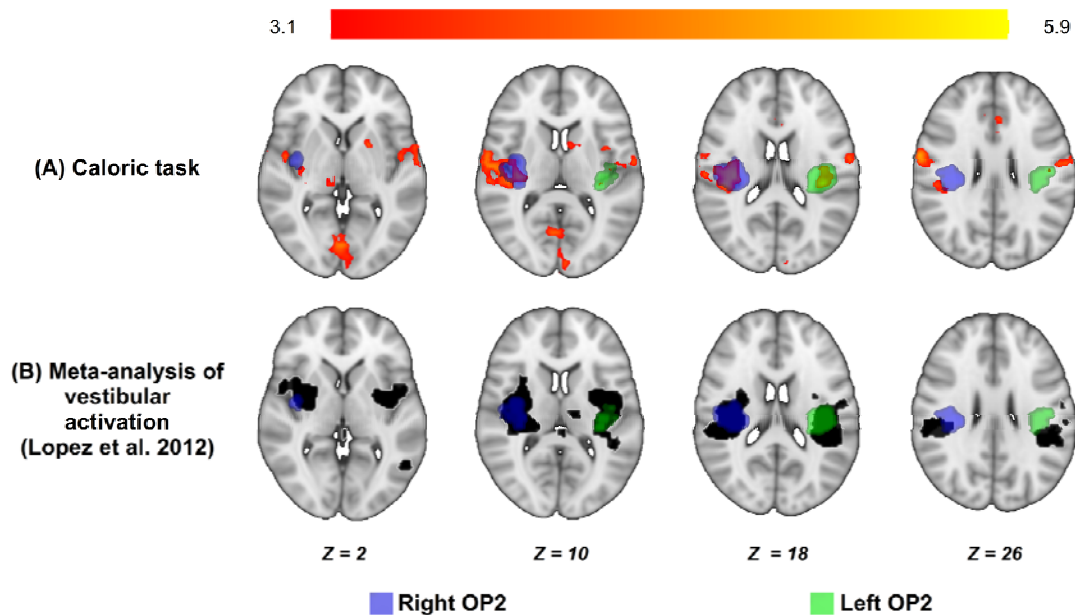 3.1 5.9
(A) Caloric task
(B) Meta-analysis of
vestibular
activation
(Lopez et al. 2012)
Z = 2 Z = 10 Z = 18 Z = 26
Right OP2 Left OP2